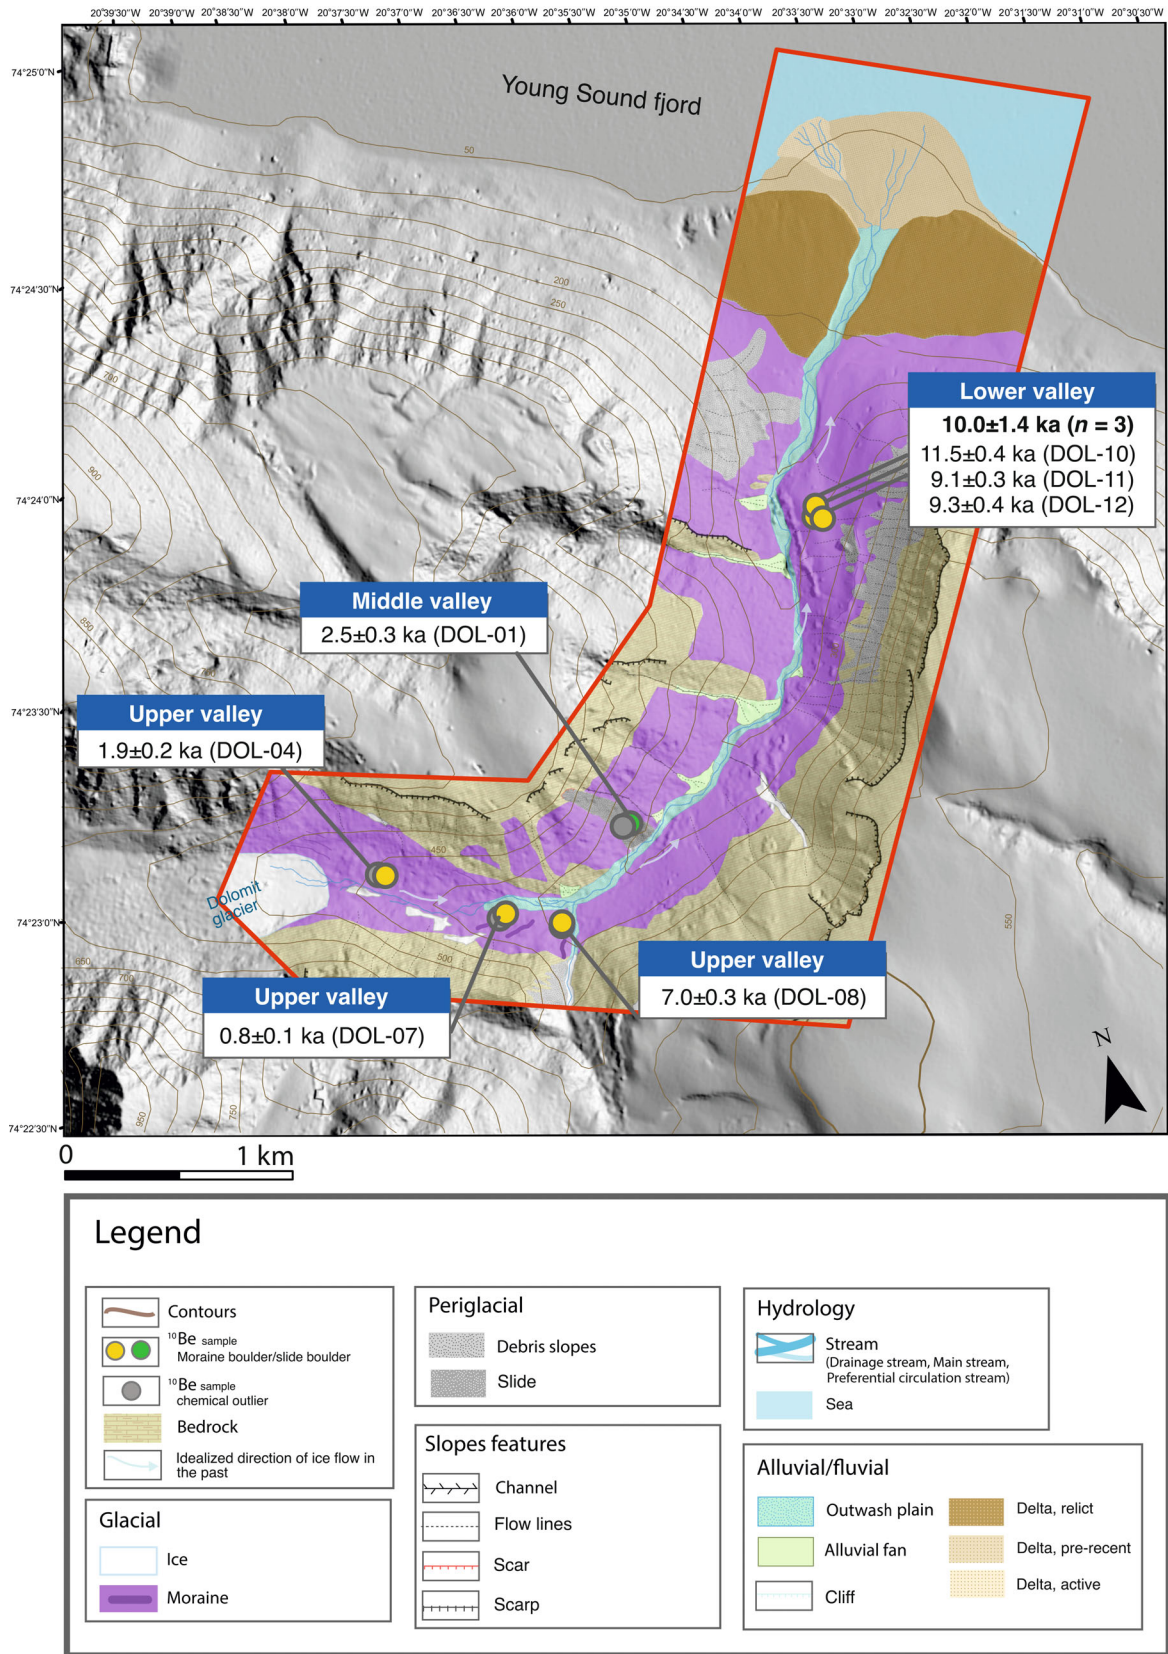 20°39'30"W 20°39'0"W 20°38'30"W 20°38'0"W 20°37'30"W 20°37'0"W 20°36'30"W 20°36'0"W 20°35'30"W 20°35'0"W 20°34'30"W 20°34'0"W 20°33'30"W 20°33'0"W 20°32'30"W 20°32'0"W 20°31'30"W 20°31'0"W 20°30'30"W
74°25'0"N
Young Sound fjord
50
74°24'30"N
200
250
700
Lower valley
10.0±1.4 ka (n = 3)
11.5±0.4 ka (DOL-10)
9.1±0.3 ka (DOL-11)
9.3±0.4 ka (DOL-12)
900
74°24'0"N
Middle valley
2.5±0.3 ka (DOL-01)
850
74°23'30"N
Upper valley
1.9±0.2 ka (DOL-04)
450
Dolomit
glacier
74°23'0"N
550
500
650
700
Upper valley
7.0±0.3 ka (DOL-08)
Upper valley
0.8±0.1 ka (DOL-07)
N
950
750
74°22'30"N
0 1 km
Legend
Contours
10Be sample
Moraine boulder/slide boulder
10Be sample
chemical outlier
Bedrock
Idealized direction of ice flow in
the past
Glacial
Ice
Moraine
Periglacial
Debris slopes
Slide
Slopes features
Channel
Flow lines
Scar
Scarp
Hydrology
Stream
(Drainage stream, Main stream,
Preferential circulation stream)
Sea
Alluvial/fluvial
Outwash plain
Alluvial fan
Cliff
Delta, relict
Delta, pre-recent
Delta, active